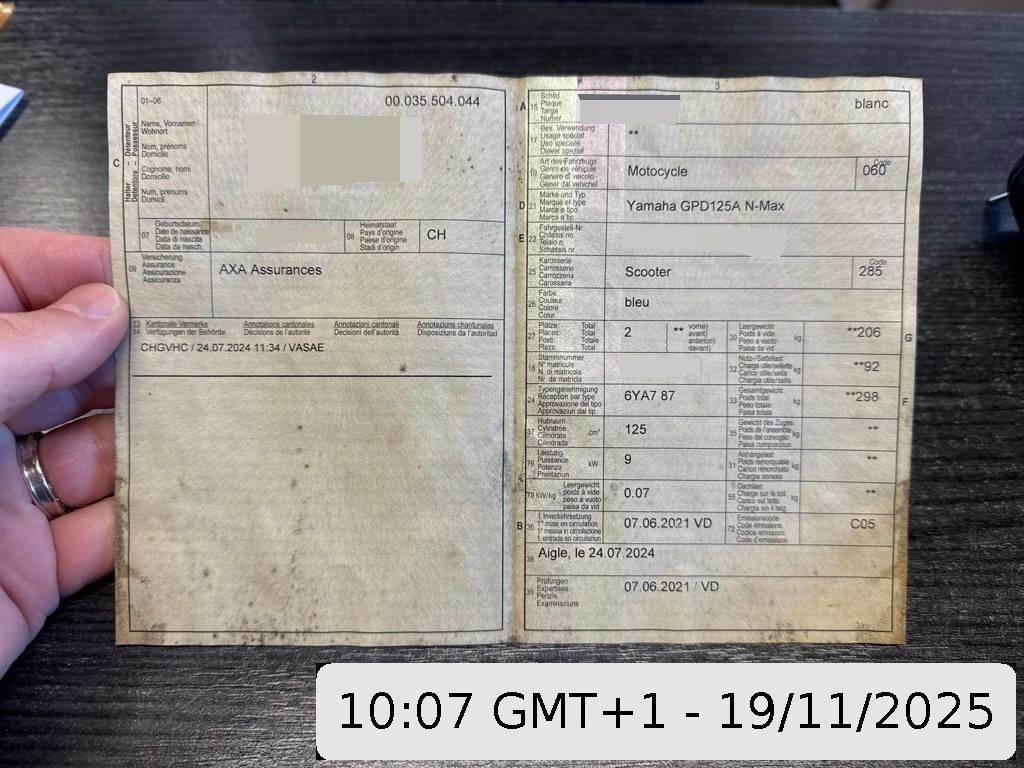 2
01–06
00.035.504.044
C
Halter – Détenteur
Detentore – Possessur
Name, Vornamen
Wohnort
Nom, prénoms
Domicile
Cognome, nomi
Domicilio
Num, prenums
Domicil
07
Geburtsdatum
Date de naissance
Data di nascita
Data da nasch.
08
Heimatstaat
Pays d'origine
Paese d'origine
Stadi d'origin
CH
09
Versicherung
Assurance
Assicurazione
Assicuranza
AXA Assurances
13
14
Kantonale Vermerke
Verfügungen der Behörde
Annotations cantonales
Décisions de l'autorité
Annotazioni cantonali
Decisioni dell'autorità
Annotaziuns chantunalas
Disposiziuns da l'autoritad
CHGVHC / 24.07.2024 11:34 / VASAE
3
A 15
Schild
Plaque
Targa
Numer
blanc
17
Bes. Verwendung
Usage spécial
Uso speciale
Diever spezial
**
19
Art des Fahrzeugs
Genre de véhicule
Genere di veicolo
Gener dal vehichel
Motocycle
Code
060
D 21
Marke und Typ
Marque et type
Marca e tipo
Marca e tip
Yamaha GPD125A N-Max
E 23
Fahrgestell-Nr.
Châssis no.
Telaio n.
Schassis nr.
25
Karosserie
Carrosserie
Carrozzeria
Carossaria
Scooter
Code
285
26
Farbe
Couleur
Colore
Colur
bleu
27
Plätze: Total
Places: Total
Posti: Totale
Plazs: Total
2
** vorne)
avant)
anteriori)
davant)
30
Leergewicht
Poids à vide
Peso a vuoto
Paisa da vid
kg
**206
G
18
Stammnummer
N° matricule
N. di matricola
Nr. da matricla
32
Nutz-/Sattellast
Charge utile/sellette
Carico utile/sella
Chargia utila/sella
kg
**92
24
Typengenehmigung
Réception par type
Approvazione del tipo
Approvaziun dal tip
6YA7 87
33
Gesamtgewicht
Poids total
Peso totale
Paisa totala
kg
**298
F
37
Hubraum
Cylindrée
Cilindrata
Cilindrada
cm³
125
35
Gewicht des Zuges
Poids de l'ensemble
Peso del convoglio
Paisa cumposiziun
kg
**
76
Leistung
Puissance
Potenza
Prestaziun
kW
9
31
Anhängelast
Poids remorquable
Carico rimorchiato
Chargia annexa
kg
**
78 kW/kg
Leergewicht
poids à vide
peso a vuoto
paisa da vid
0.07
55
Dachlast
Charge sur le toit
Carico sul tetto
Chargia sin il tetg
kg
**
B 36
1. Inverkehrsetzung
1re mise en circulation
1a messa in circolazione
1. entrada en circulaziun
07.06.2021 VD
72
Emissionscode
Code émissions
Codice emissioni
Code d'emissiuns
C05
38
Aigle, le 24.07.2024
39
Prüfungen
Expertises
Perizie
Examinaziuns
07.06.2021 / VD
10:07 GMT+1 - 19/11/2025